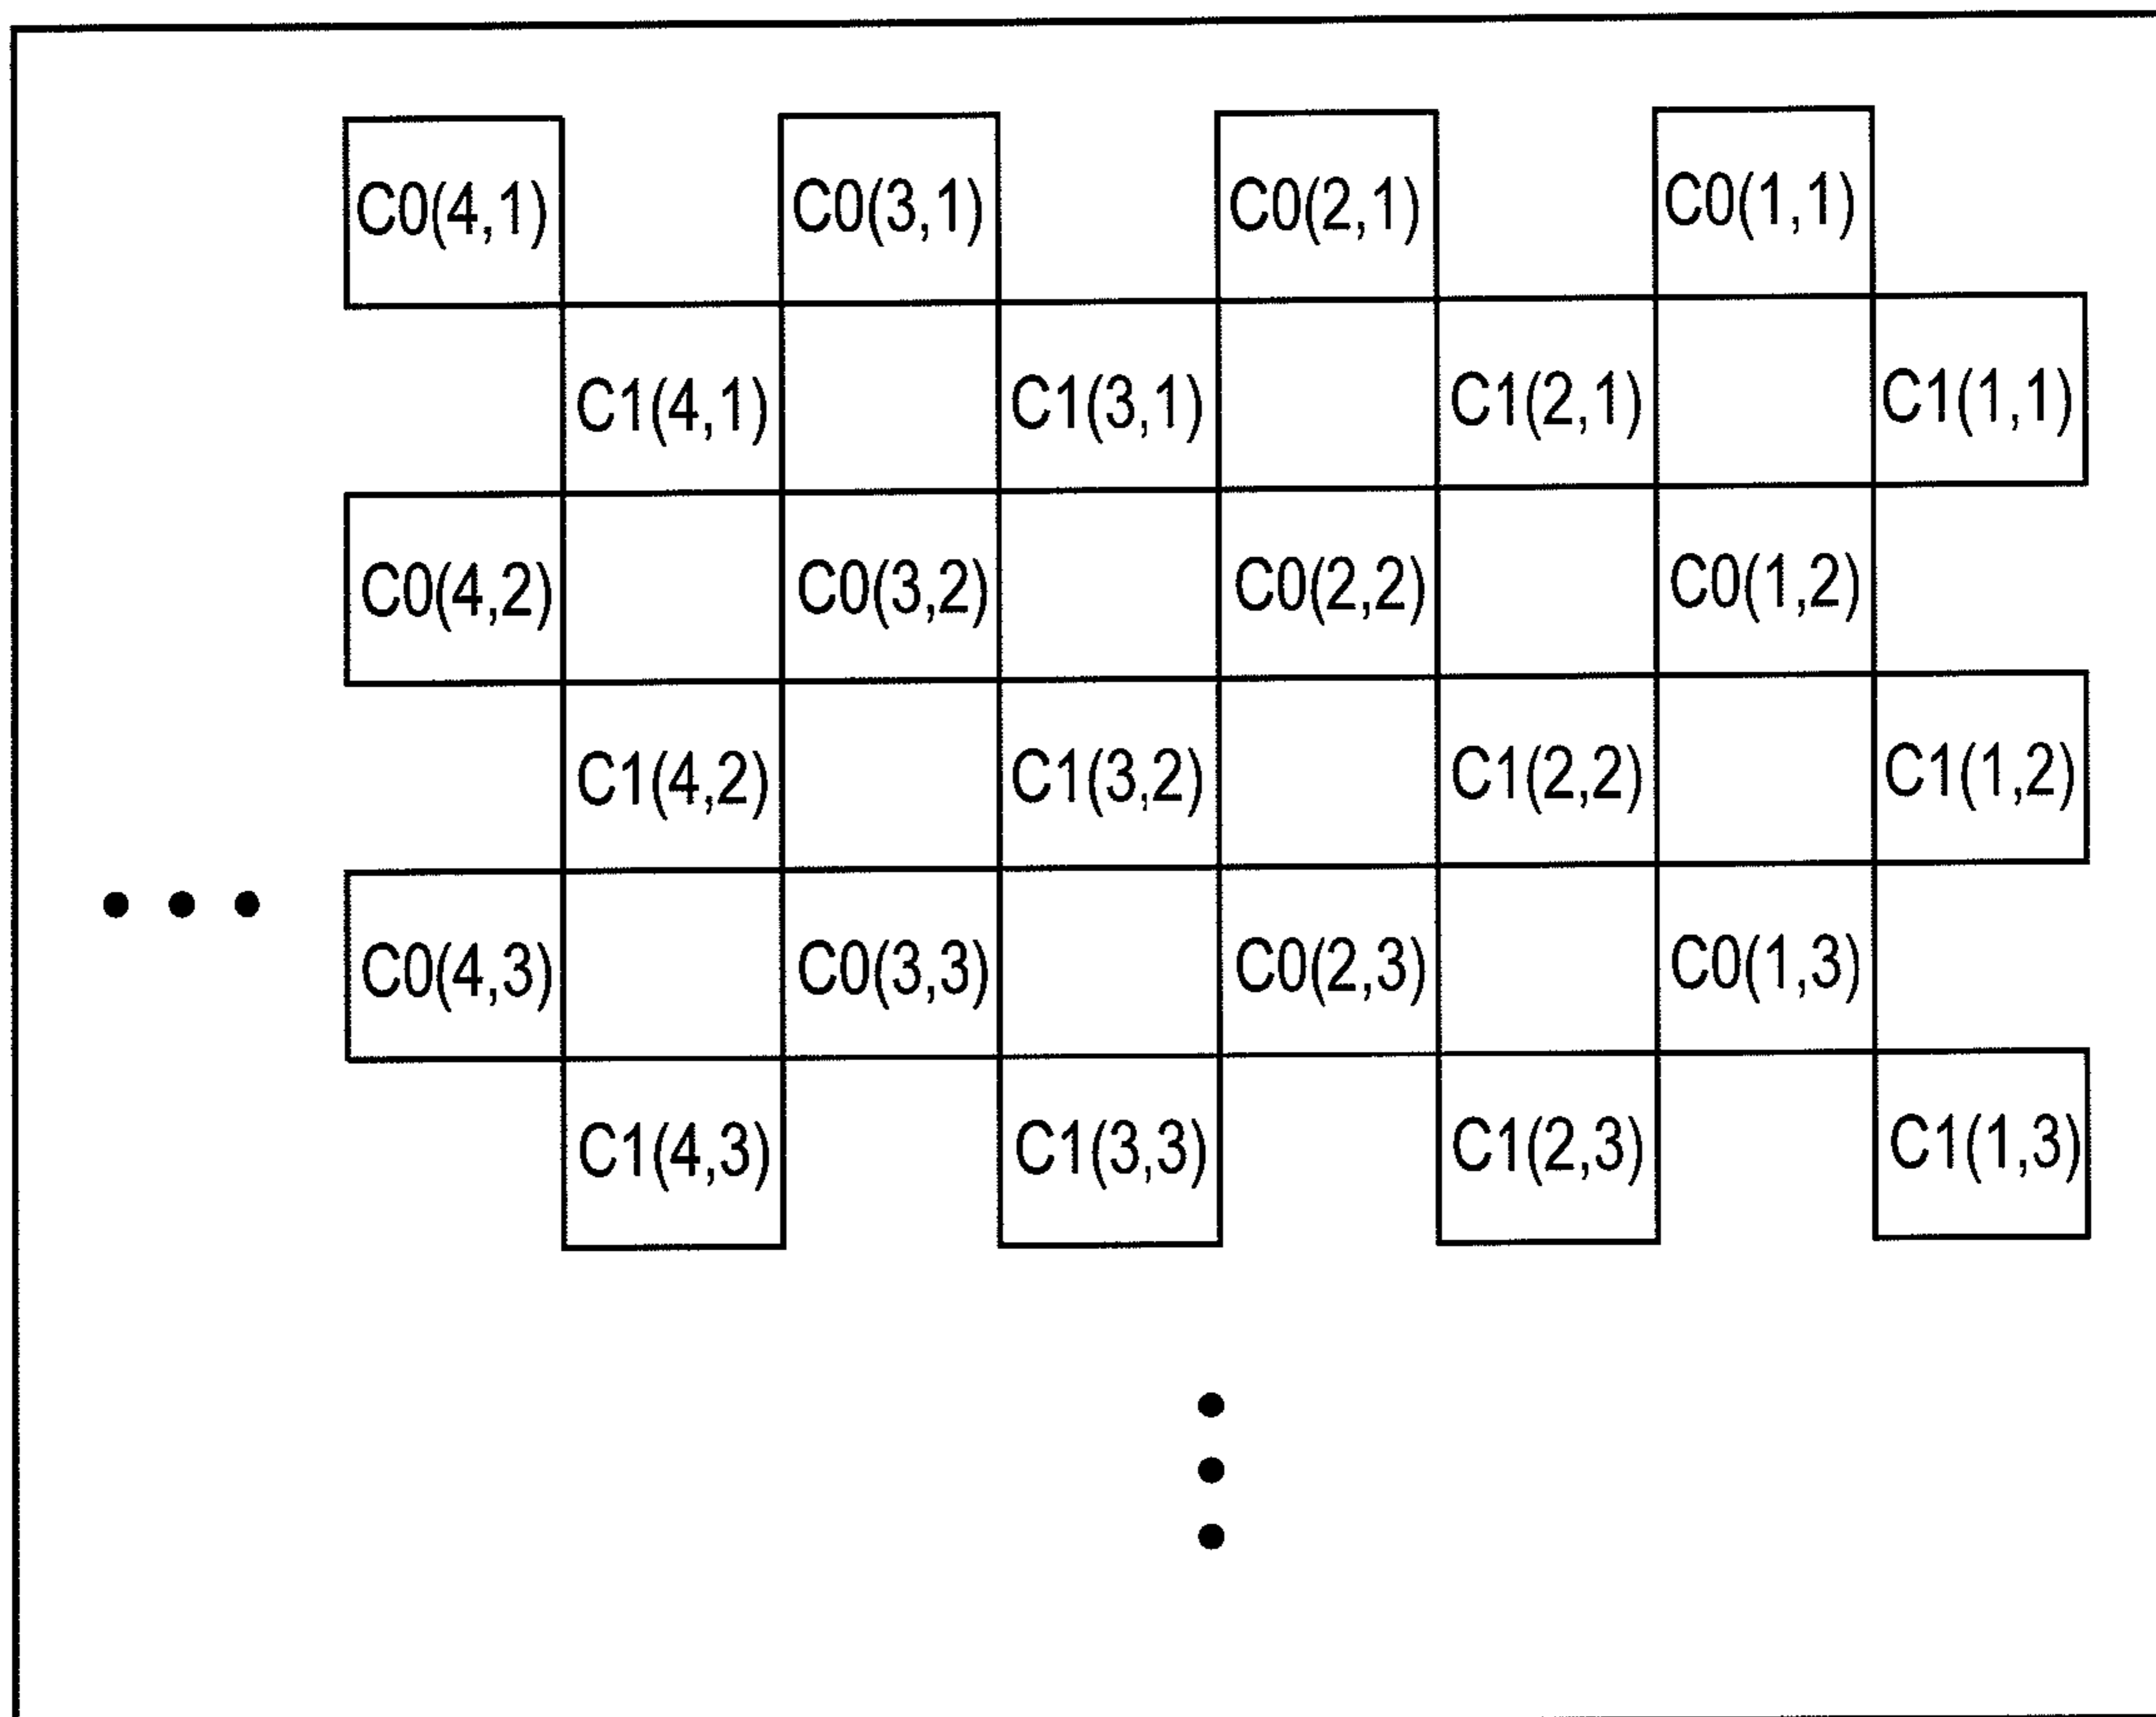 C0(4,1) C0(3,1) C0(2,1) C0(1,1)
C1(4,1) C1(3,1) C1(2,1) C1(1,1)
C0(4,2) C0(3,2) C0(2,2) C0(1,2)
C1(4,2) C1(3,2) C1(2,2) C1(1,2)
C0(4,3) C0(3,3) C0(2,3) C0(1,3)
C1(4,3) C1(3,3) C1(2,3) C1(1,3)